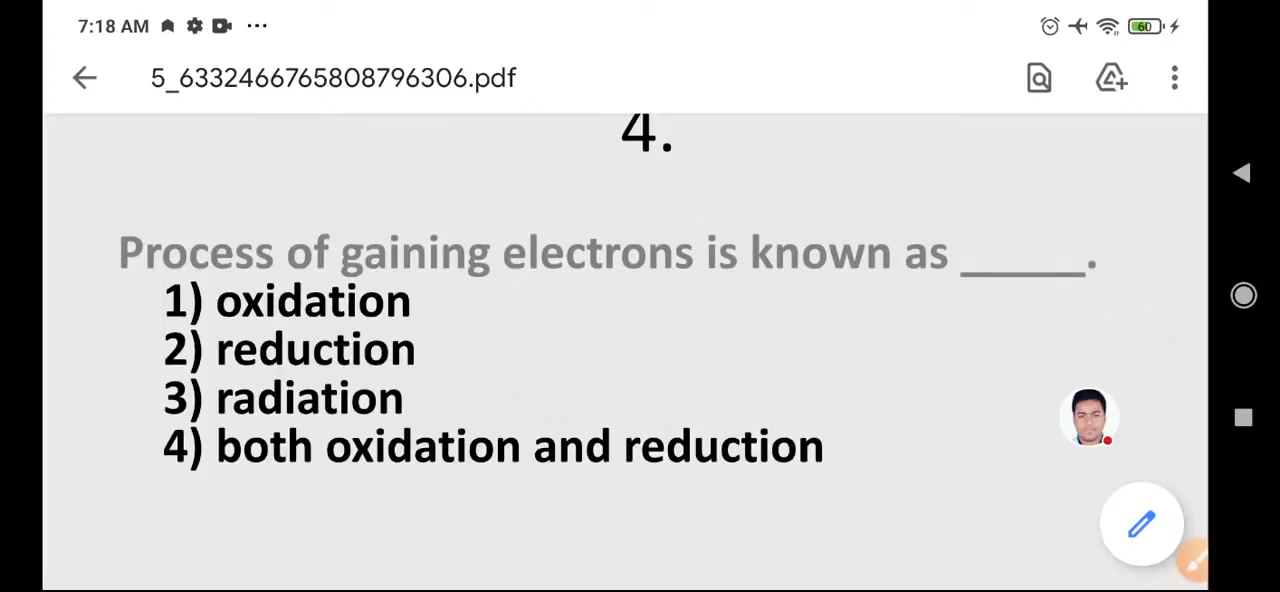 7:18 AM ...
60
5_6332466765808796306.pdf
4.
Process of gaining electrons is known as ______.
1) oxidation
2) reduction
3) radiation
4) both oxidation and reduction